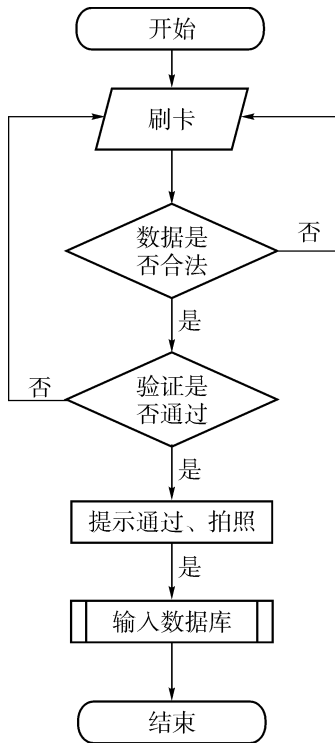 开始
刷卡
数据是
否合法
否
是
验证是
否通过
否
是
提示通过、拍照
是
输入数据库
结束